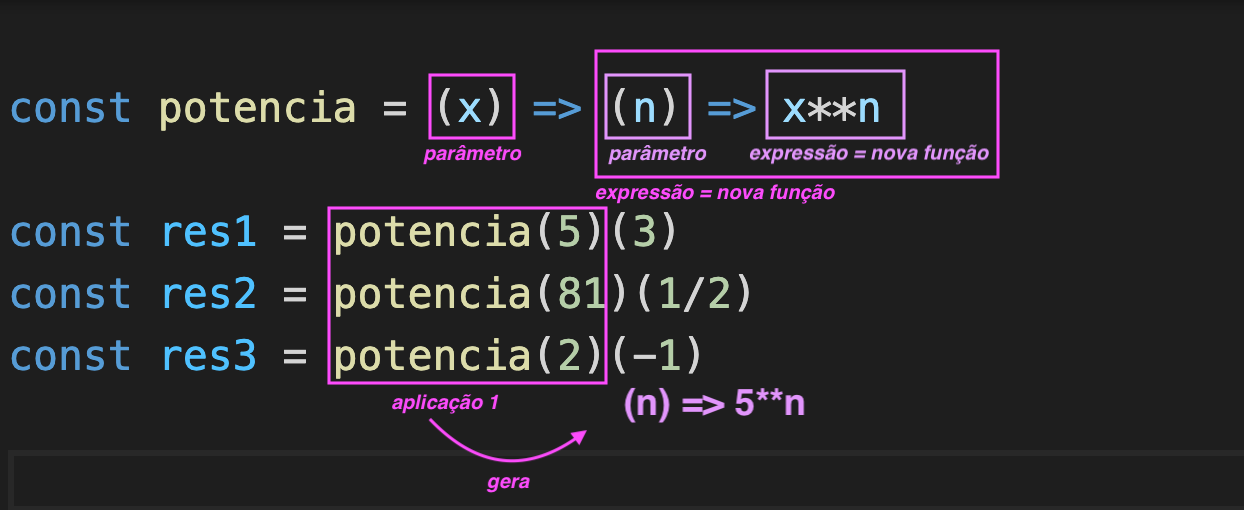 const potencia = (x) => (n) => x**n
parâmetro parâmetro expressão = nova função
expressão = nova função
const res1 = potencia(5)(3)
const res2 = potencia(81)(1/2)
const res3 = potencia(2)(-1)
aplicação 1 (n) => 5**n
gera